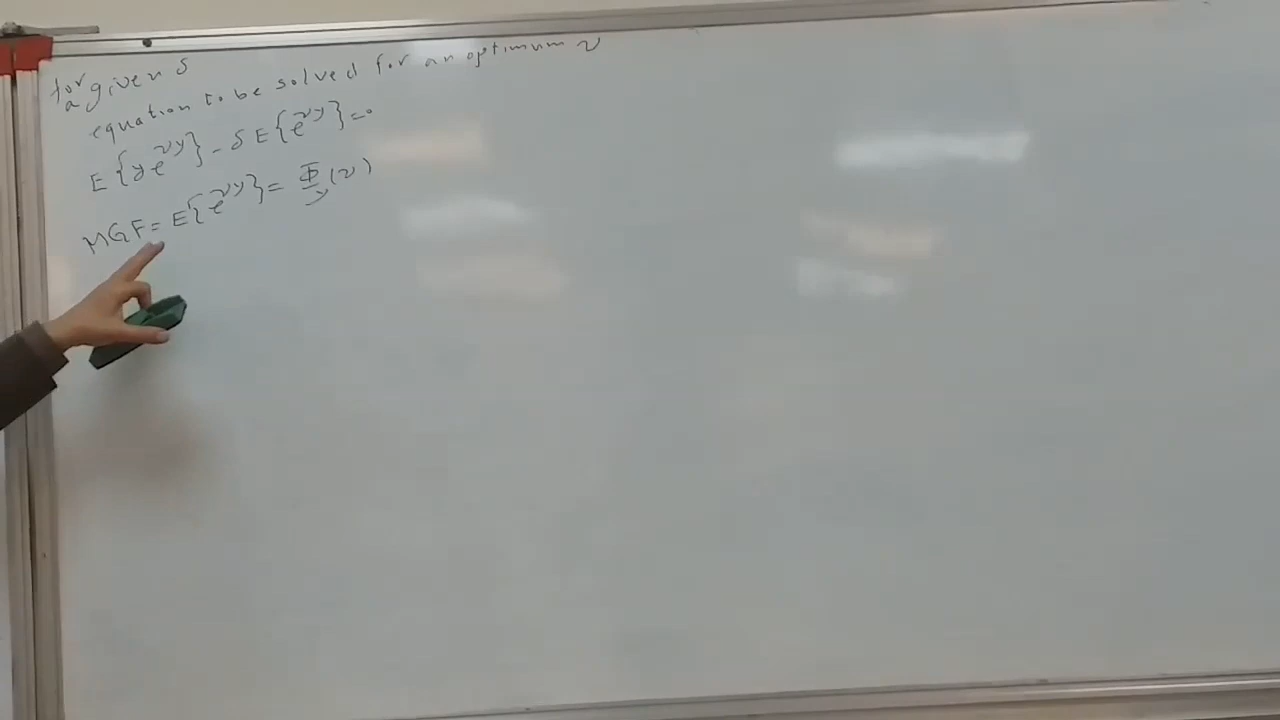 for a given δ
equation to be solved for an optimum ν
E{y e^{νy}} - δ E{e^{νy}} = 0
MGF = E{e^{νy}} = Φ_y(ν)